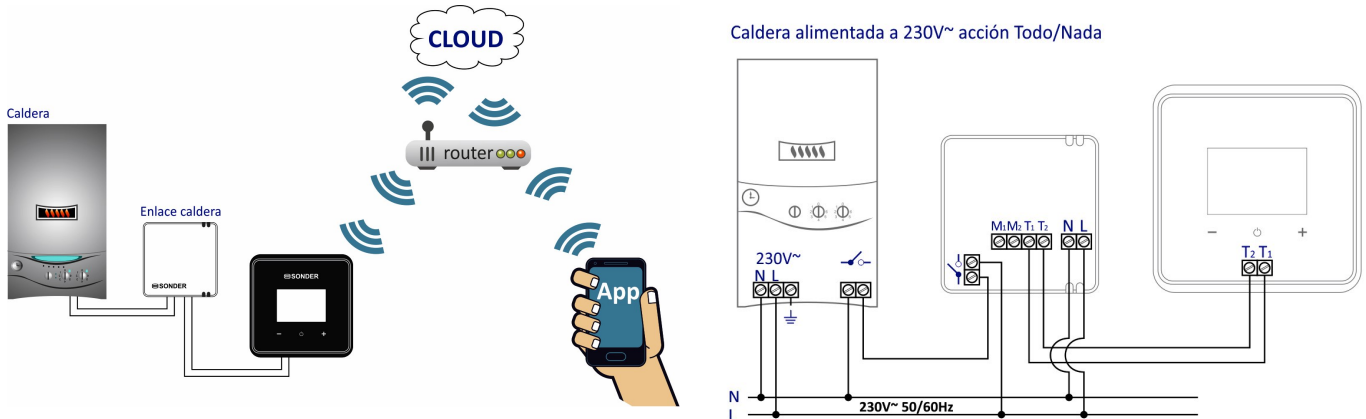 CLOUD
Caldera
router
Enlace caldera
SONDER
SONDER
App
Caldera alimentada a 230V~ acción Todo/Nada
M1 M2 T1 T2 N L
230V~
N L
T2 T1
N
230V~ 50/60Hz
L